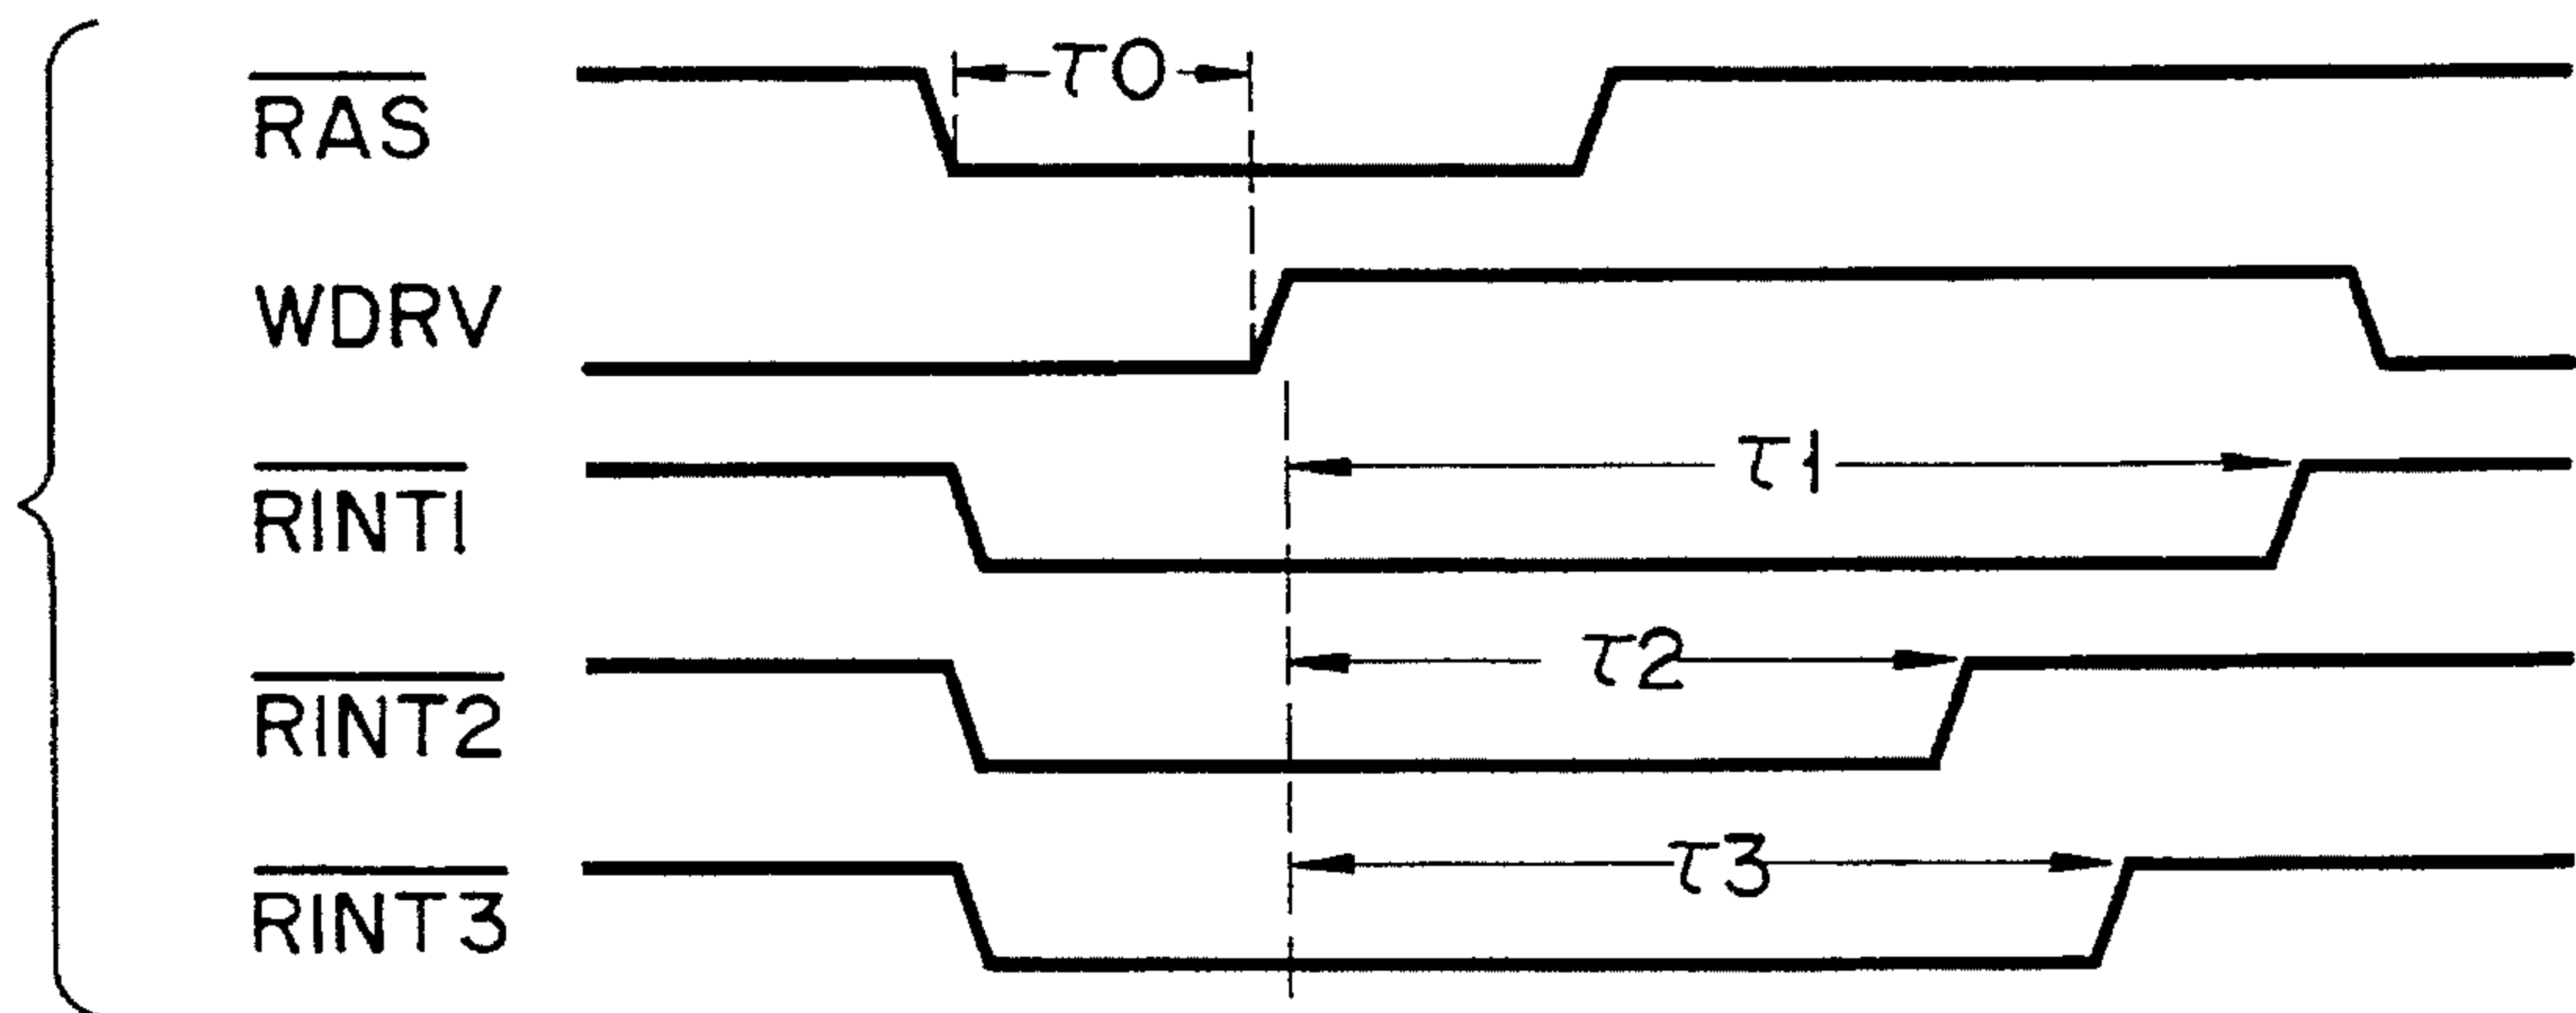 RAS
τ0
WDRV
RINT1
τ1
RINT2
τ2
RINT3
τ3